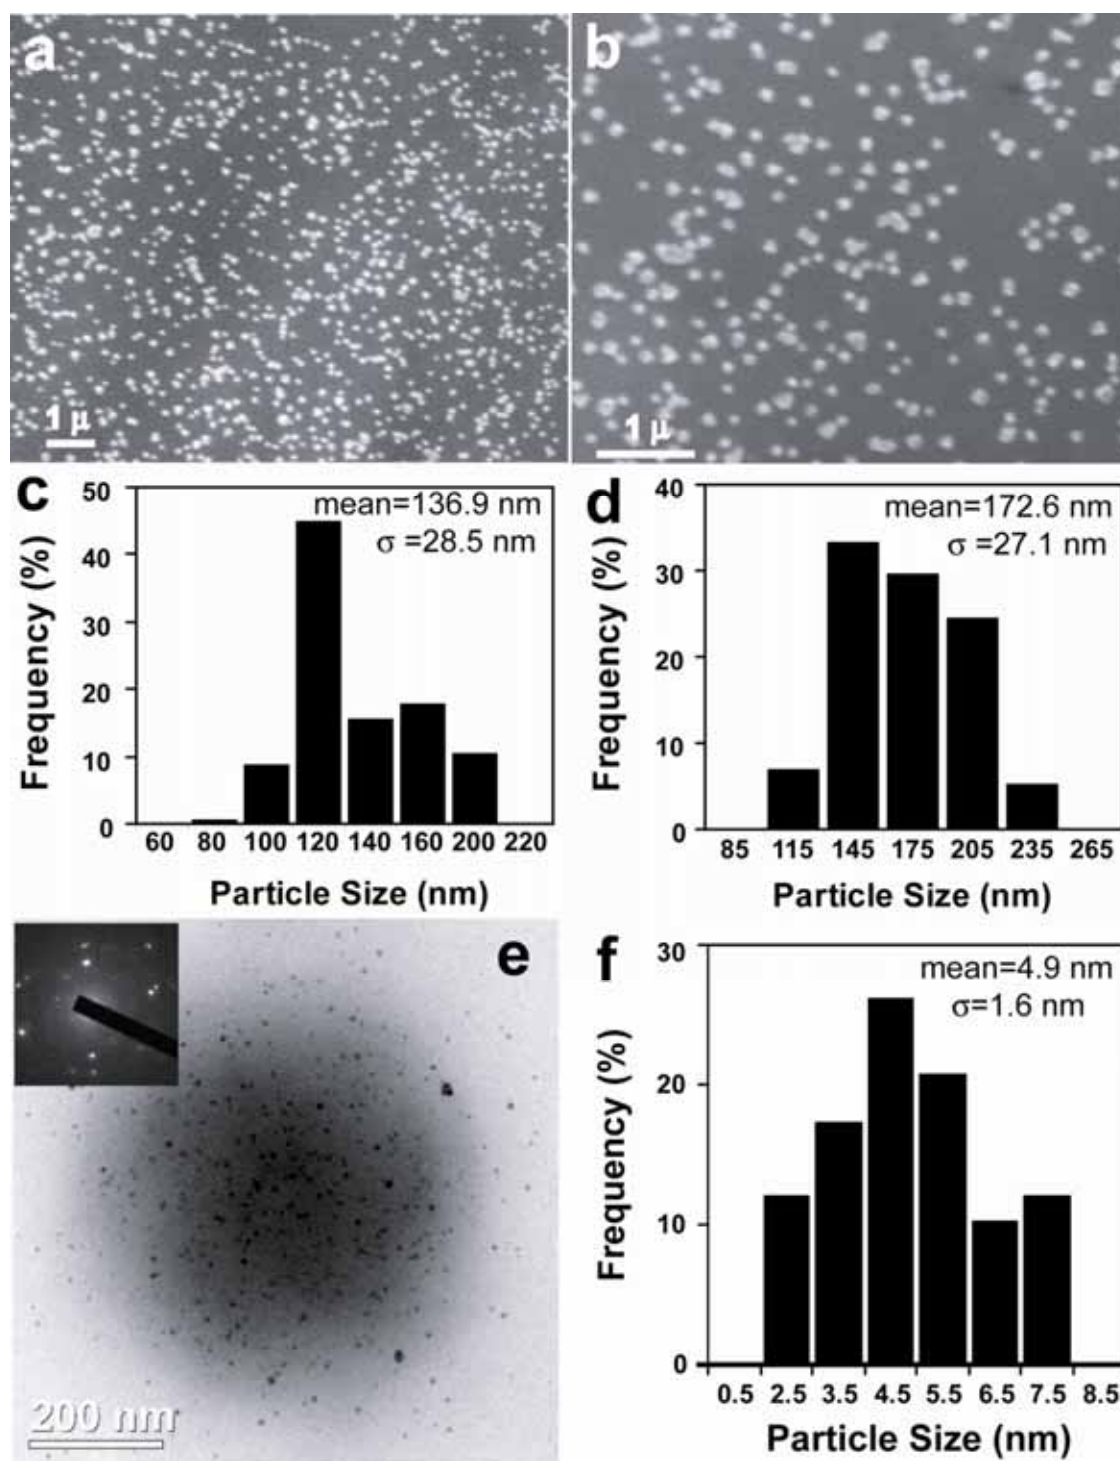 a
b
1 μ
1 μ
c
50
40
30
20
10
0
Frequency (%)
mean=136.9 nm
σ =28.5 nm
60 80 100 120 140 160 200 220
Particle Size (nm)
d
40
30
20
10
0
Frequency (%)
mean=172.6 nm
σ =27.1 nm
85 115 145 175 205 235 265
Particle Size (nm)
e
200 nm
f
30
20
10
0
Frequency (%)
mean=4.9 nm
σ=1.6 nm
0.5 2.5 3.5 4.5 5.5 6.5 7.5 8.5
Particle Size (nm)